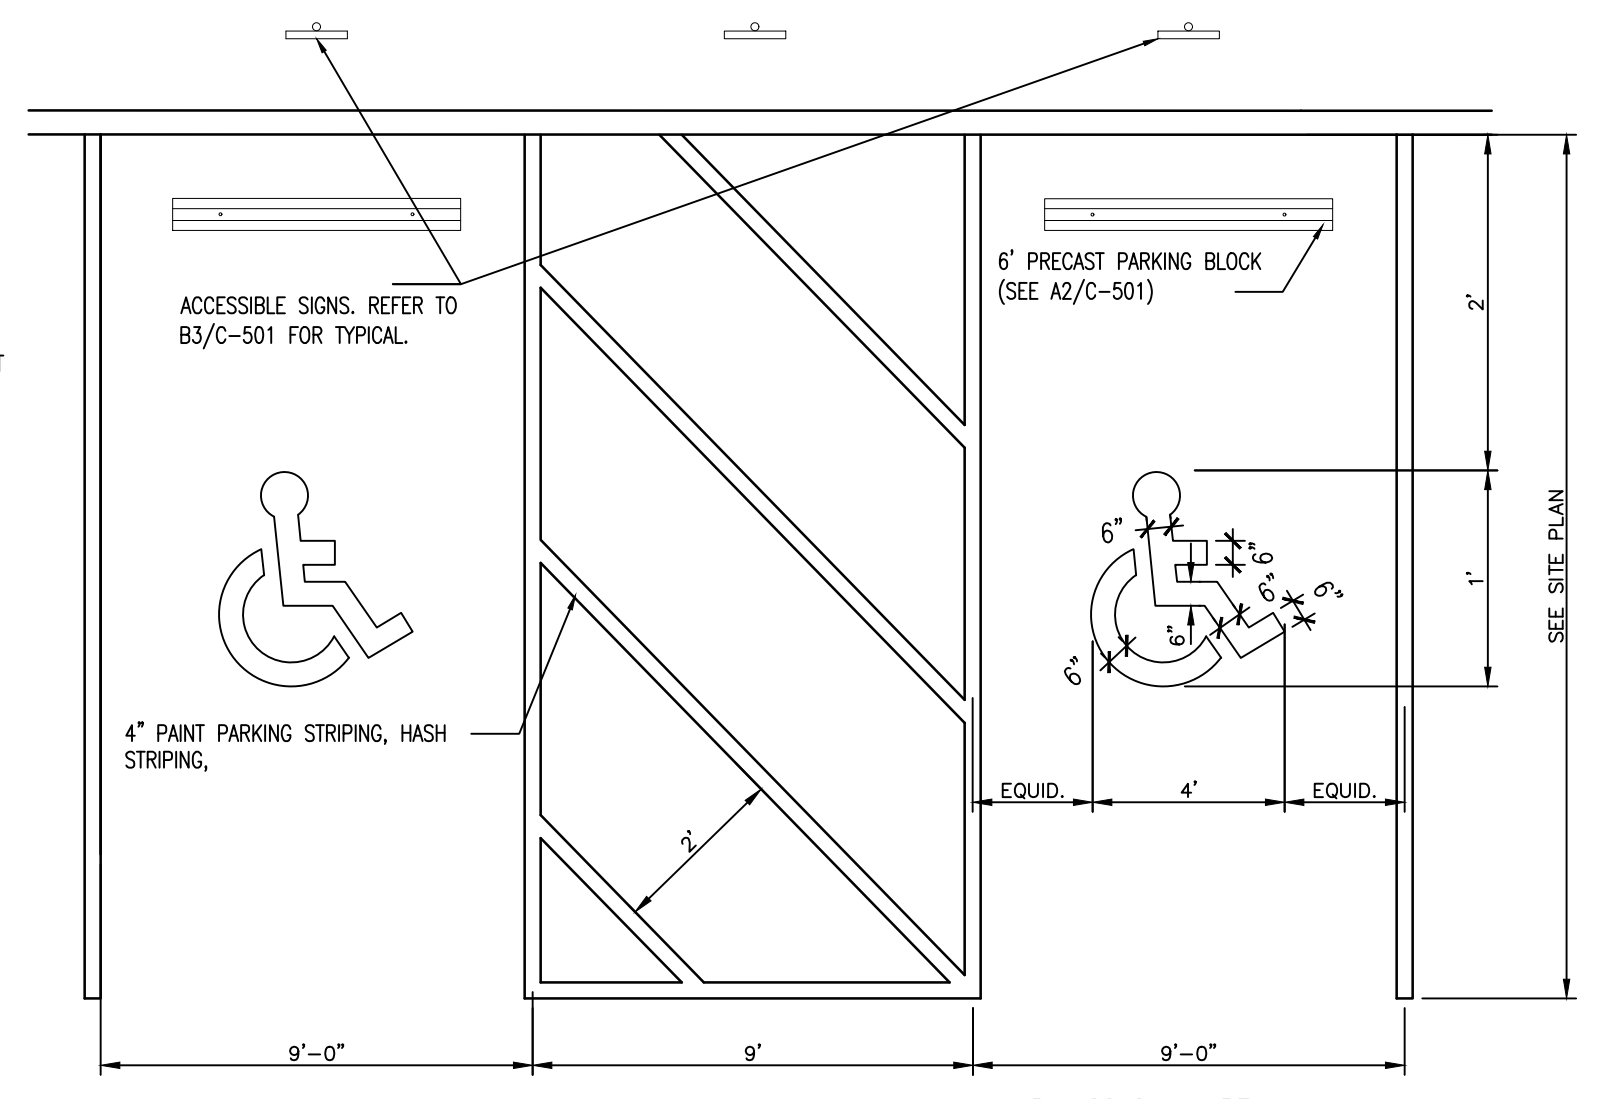 6' PRECAST PARKING BLOCK
(SEE A2/C-501)
ACCESSIBLE SIGNS. REFER TO
B3/C-501 FOR TYPICAL.
2'
T
SEE SITE PLAN
6"
6"
6"
6"
6"
6"
1'
4" PAINT PARKING STRIPING, HASH
STRIPING,
EQUID.
4'
EQUID.
2'
9'-0"
9'
9'-0"